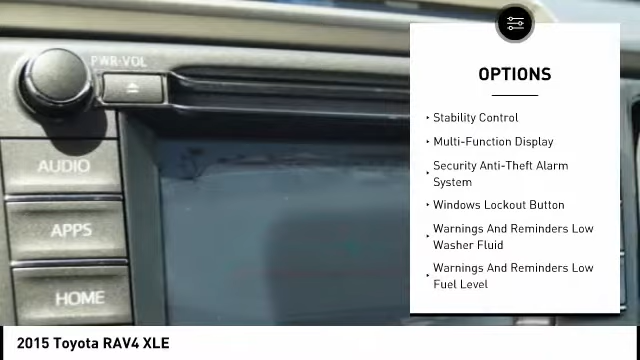 PWR·VOL
AUDIO
APPS
HOME
OPTIONS
Stability Control
Multi-Function Display
Security Anti-Theft Alarm
System
Windows Lockout Button
Warnings And Reminders Low
Washer Fluid
Warnings And Reminders Low
Fuel Level
2015 Toyota RAV4 XLE